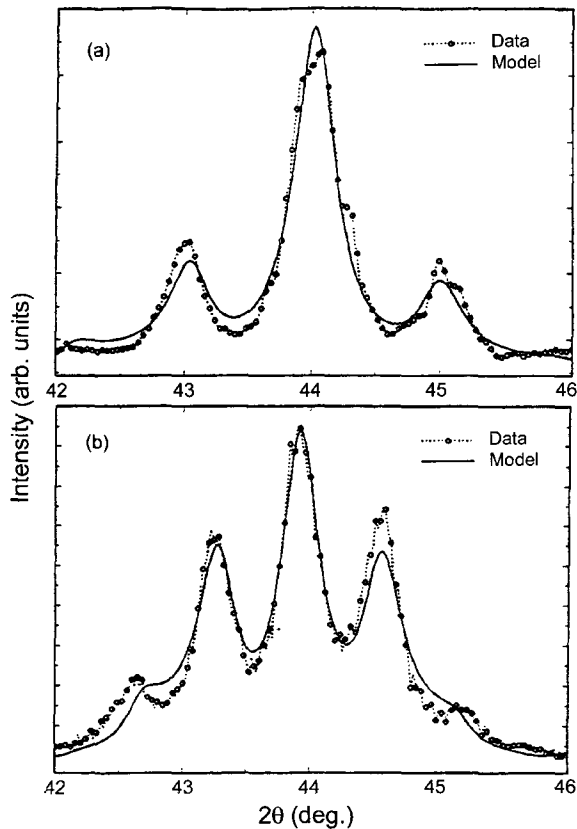 (a)
Data
Model
42 43 44 45 46
(b)
Data
Model
42 43 44 45 46
2θ (deg.)
Intensity (arb. units)